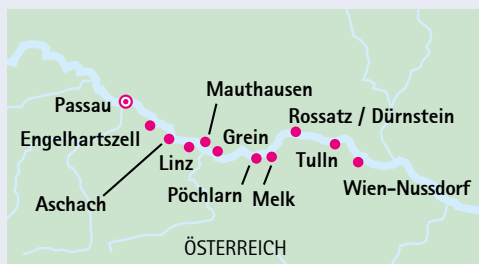 Passau
Engelhartszell
Aschach
Linz
Mauthausen
Grein
Pöchlarn
Melk
Rossatz / Dürnstein
Tulln
Wien-Nussdorf
ÖSTERREICH